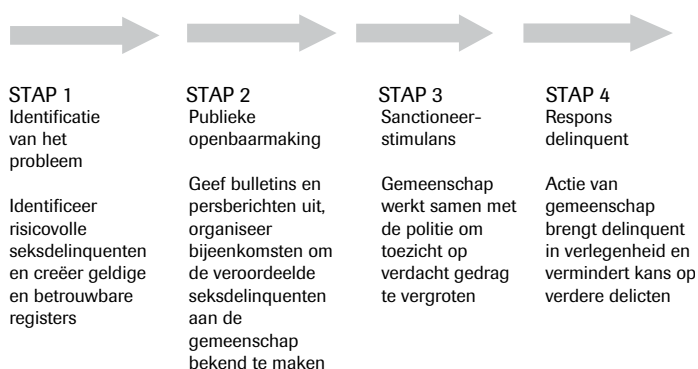 STAP 1
Identificatie
van het
probleem
Identificeer
risicovolle
seksdelinquenten
en creëer geldige
en betrouwbare
registers
STAP 2
Publieke
openbaarmaking
Geef bulletins en
persberichten uit,
organiseer
bijeenkomsten om
de veroordeelde
seksdelinquenten
aan de
gemeenschap
bekend te maken
STAP 3
Sanctioneer-
stimulans
Gemeenschap
werkt samen met
de politie om
toezicht op
verdacht gedrag
te vergroten
STAP 4
Respons
delinquent
Actie van
gemeenschap
brengt delinquent
in verlegenheid en
vermindert kans op
verdere delicten